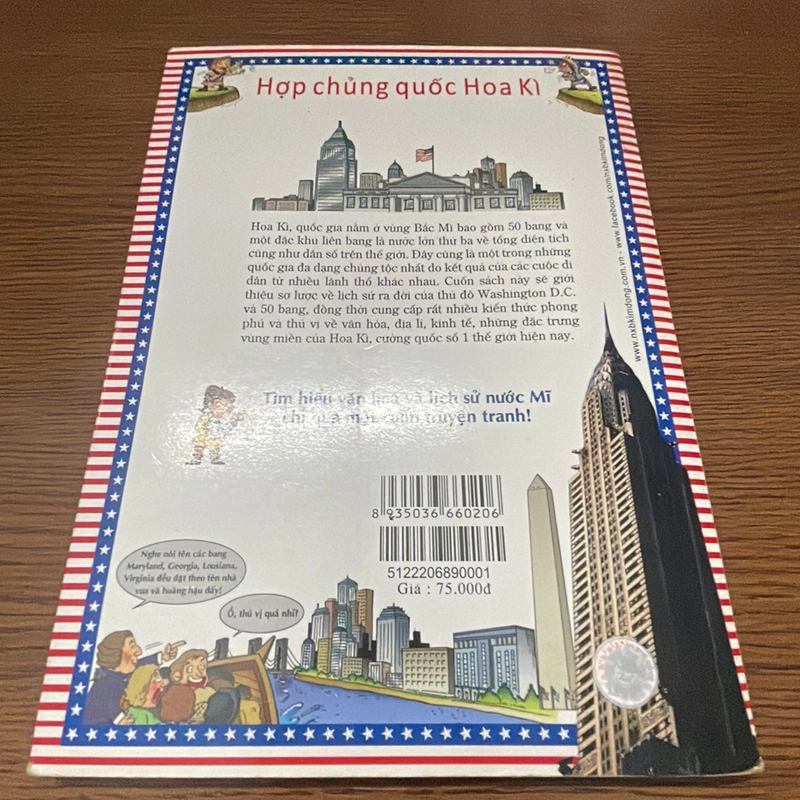 Hợp chủng quốc Hoa Kì
Hoa Kì, quốc gia nằm ở vùng Bắc Mĩ bao gồm 50 bang và
một đặc khu liên bang là nước lớn thứ ba về tổng diện tích
cũng như dân số trên thế giới. Đây cũng là một trong những
quốc gia đa dạng chủng tộc nhất do kết quả của các cuộc di
dân từ nhiều lãnh thổ khác nhau. Cuốn sách này sẽ giới
thiệu sơ lược về lịch sử ra đời của thủ đô Washington D.C.
và 50 bang, đồng thời cung cấp rất nhiều kiến thức phong
phú và thú vị về văn hóa, địa lí, kinh tế, những đặc trưng
vùng miền của Hoa Kì, cường quốc số 1 thế giới hiện nay.
www.nxbkimdong.com.vn - www.facebook.com/nxbkimdong
Tìm hiểu văn hoá và lịch sử nước Mĩ
chỉ qua một cuốn truyện tranh!
8 935036 660206
5122206890001
Giá : 75.000đ
Nghe nói tên các bang
Maryland, Georgia, Lousiana,
Virginia đều đặt theo tên nhà
vua và hoàng hậu đấy!
Ồ, thú vị quá nhỉ?